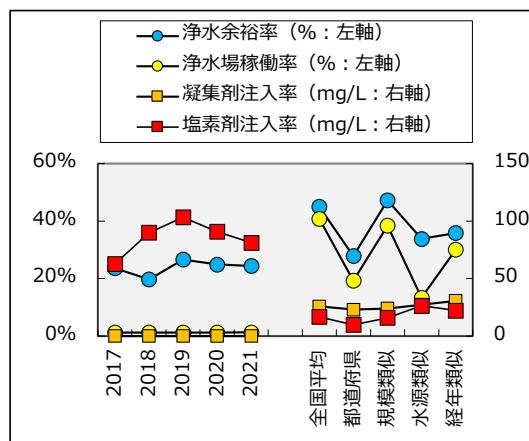 浄水余裕率（%：左軸）
浄水場稼働率（%：左軸）
凝集剤注入率（mg/L：右軸）
塩素剤注入率（mg/L：右軸）
60%
40%
20%
0%
150
100
50
0
2017
2018
2019
2020
2021
全国平均
都道府県
規模類似
水源類似
経年類似